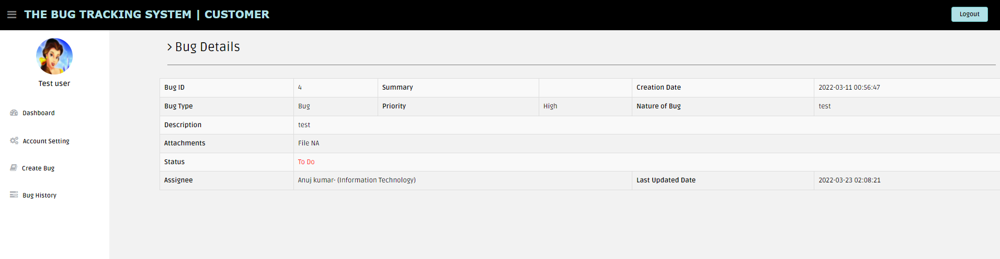 THE BUG TRACKING SYSTEM | CUSTOMER
Logout
Test user
Dashboard
Account Setting
Create Bug
Bug History
Bug Details
Bug ID 4 Summary Creation Date 2022-03-11 00:56:47
Bug Type Bug Priority High Nature of Bug test
Description test
Attachments File NA
Status To Do
Assignee Anuj kumar- (Information Technology) Last Updated Date 2022-03-23 02:08:21